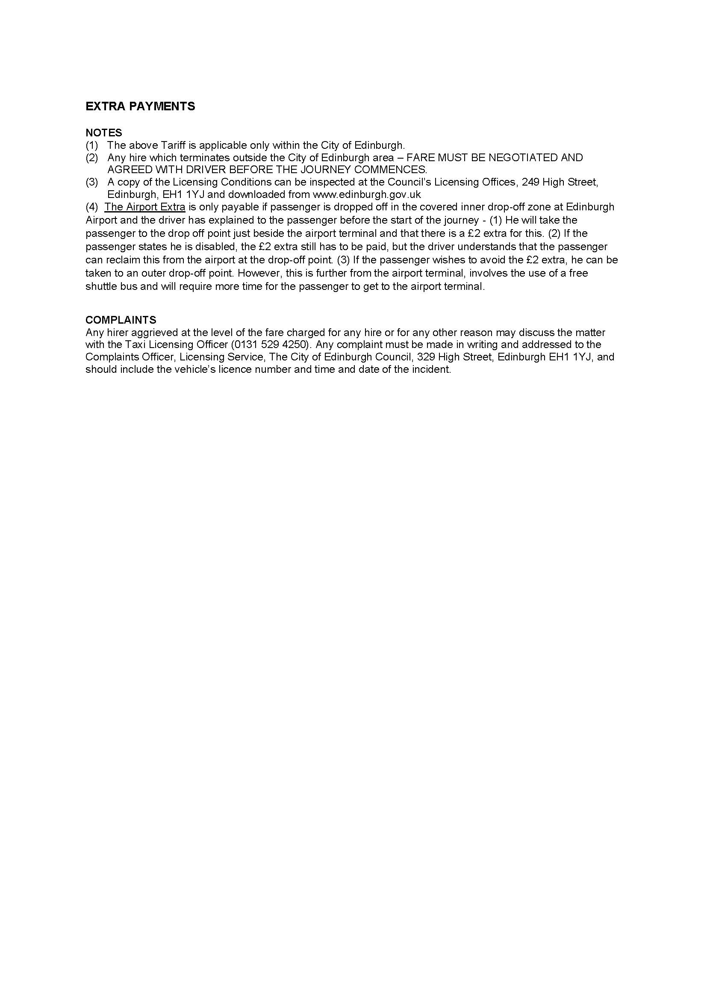 EXTRA PAYMENTS
NOTES
(1) The above Tariff is applicable only within the City of Edinburgh.
(2) Any hire which terminates outside the City of Edinburgh area – FARE MUST BE NEGOTIATED AND
AGREED WITH DRIVER BEFORE THE JOURNEY COMMENCES.
(3) A copy of the Licensing Conditions can be inspected at the Council’s Licensing Offices, 249 High Street,
Edinburgh, EH1 1YJ and downloaded from www.edinburgh.gov.uk
(4) The Airport Extra is only payable if passenger is dropped off in the covered inner drop-off zone at Edinburgh
Airport and the driver has explained to the passenger before the start of the journey - (1) He will take the
passenger to the drop off point just beside the airport terminal and that there is a £2 extra for this. (2) If the
passenger states he is disabled, the £2 extra still has to be paid, but the driver understands that the passenger
can reclaim this from the airport at the drop-off point. (3) If the passenger wishes to avoid the £2 extra, he can be
taken to an outer drop-off point. However, this is further from the airport terminal, involves the use of a free
shuttle bus and will require more time for the passenger to get to the airport terminal.
COMPLAINTS
Any hirer aggrieved at the level of the fare charged for any hire or for any other reason may discuss the matter
with the Taxi Licensing Officer (0131 529 4250). Any complaint must be made in writing and addressed to the
Complaints Officer, Licensing Service, The City of Edinburgh Council, 329 High Street, Edinburgh EH1 1YJ, and
should include the vehicle’s licence number and time and date of the incident.